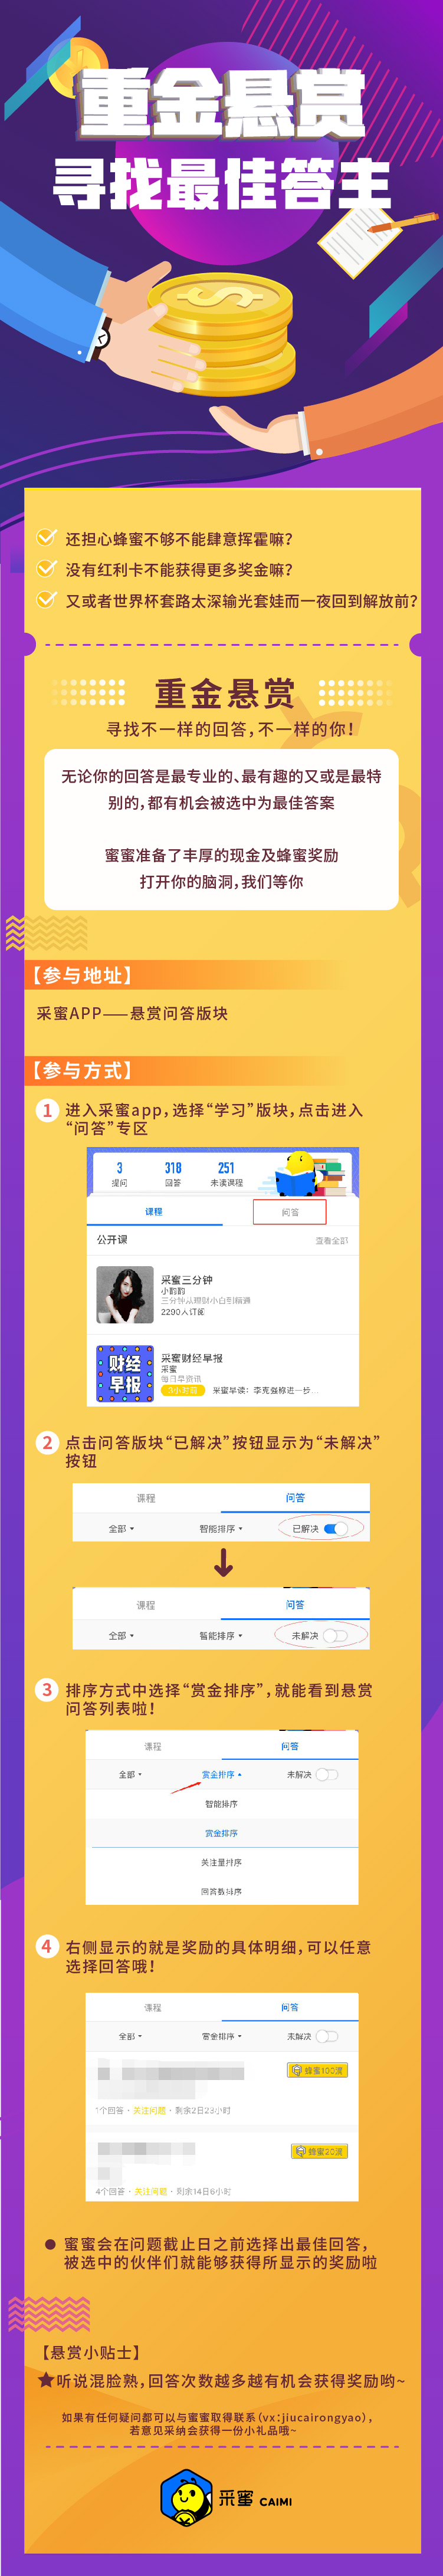 重金悬赏
寻找最佳答主
还担心蜂蜜不够不能肆意挥霍嘛?
没有红利卡不能获得更多奖金嘛?
又或者世界杯套路太深输光套娃而一夜回到解放前?
重金悬赏
寻找不一样的回答,不一样的你!
无论你的回答是最专业的、最有趣的又或是最特
别的,都有机会被选中为最佳答案
蜜蜜准备了丰厚的现金及蜂蜜奖励
打开你的脑洞,我们等你
【参与地址】
采蜜APP——悬赏问答版块
【参与方式】
1 进入采蜜app,选择“学习”版块,点击进入
“问答”专区
3 318 251
提问 回答 未读课程
课程 问答
公开课 查看全部
采蜜三分钟
小韵韵
三分钟从理财小白到精通
2290人订阅
财经
早报
采蜜财经早报
采蜜
每日早资讯
3小时前 采蜜早读:李克强称进一步...
2 点击问答版块“已解决”按钮显示为“未解决”
按钮
课程 问答
全部 智能排序 已解决
课程 问答
全部 智能排序 未解决
3 排序方式中选择“赏金排序”,就能看到悬赏
问答列表啦!
课程 问答
全部 赏金排序 未解决
智能排序
赏金排序
关注量排序
回答数排序
4 右侧显示的就是奖励的具体明细,可以任意
选择回答哦!
课程 问答
全部 赏金排序 未解决
蜂蜜100滴
1个回答 · 关注问题 · 剩余2日23小时
蜂蜜20滴
4个回答 · 关注问题 · 剩余14日6小时
蜜蜜会在问题截止日之前选择出最佳回答,
被选中的伙伴们就能够获得所显示的奖励啦
【悬赏小贴士】
听说混脸熟,回答次数越多越有机会获得奖励哟~
如果有任何疑问都可以与蜜蜜取得联系(vx:jiucairongyao),
若意见采纳会获得一份小礼品哦~
采蜜 CAIMI